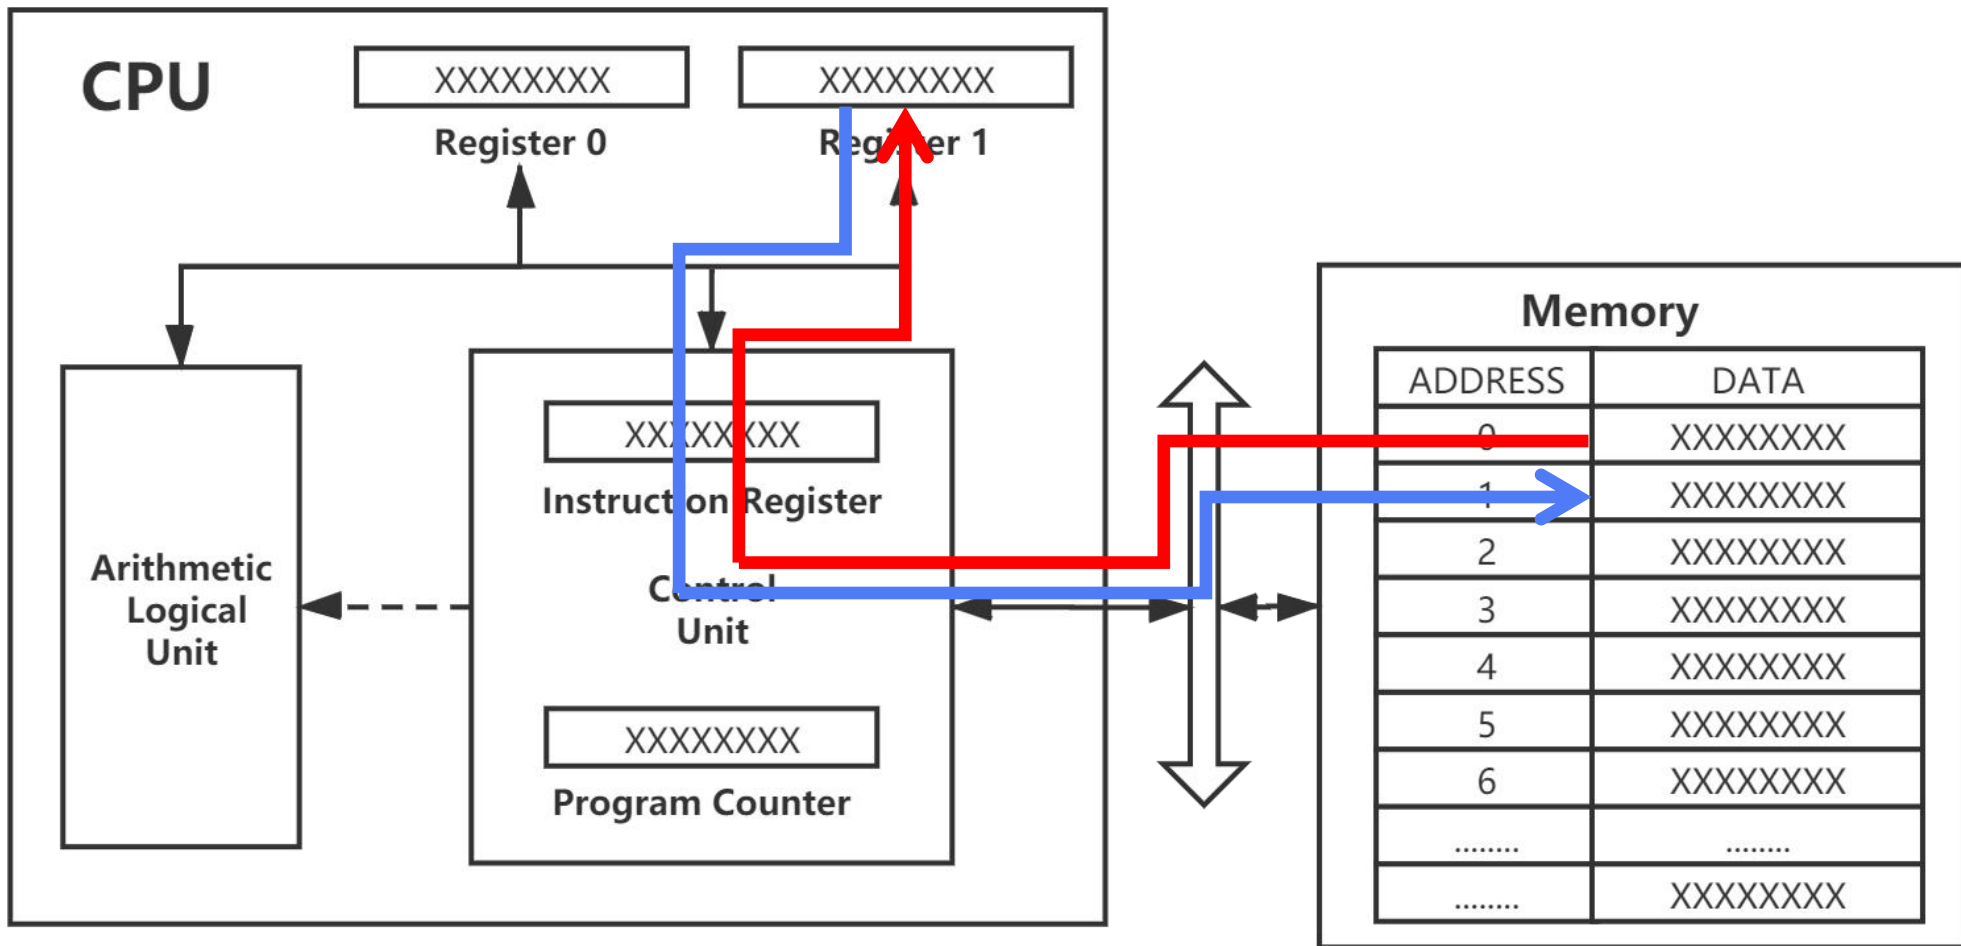 CPU
XXXXXXXX
XXXXXXXX
Register 0
Register 1
Memory
ADDRESS DATA
0 XXXXXXXX
1 XXXXXXXX
2 XXXXXXXX
3 XXXXXXXX
4 XXXXXXXX
5 XXXXXXXX
6 XXXXXXXX
........ ........
........ XXXXXXXX
XXXXXXXX
Instruction Register
Control
Unit
XXXXXXXX
Program Counter
Arithmetic
Logical
Unit